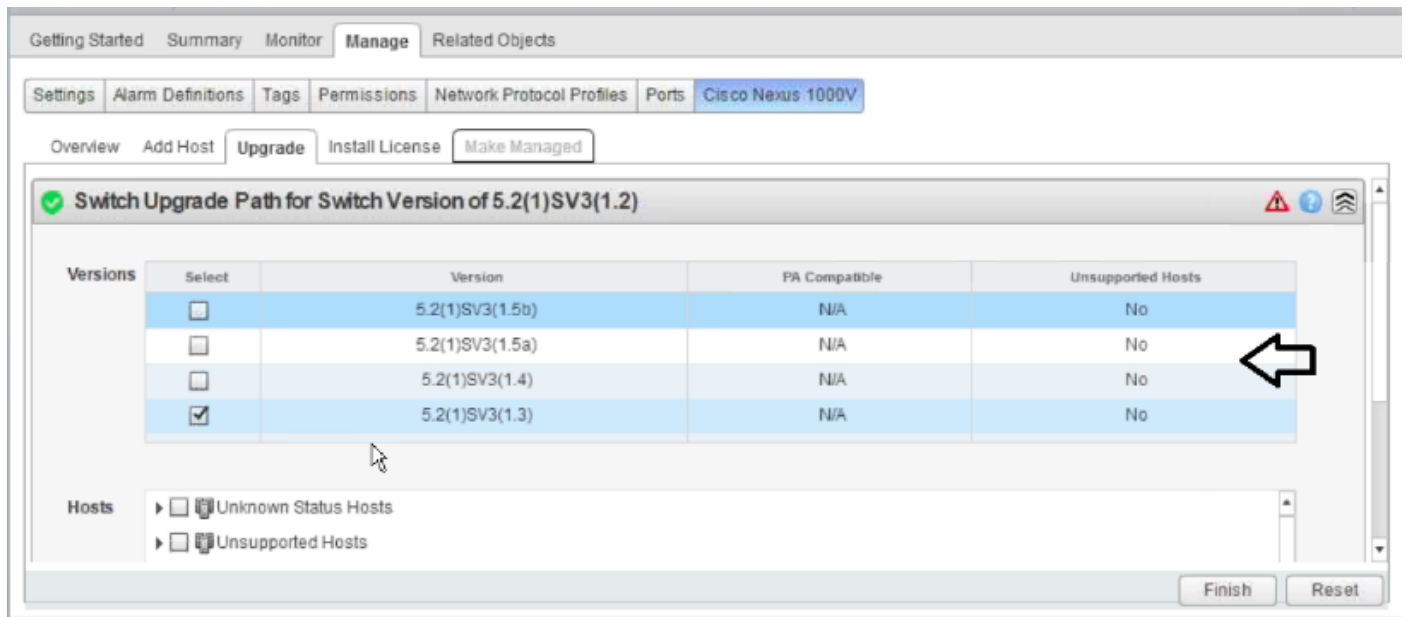 Getting Started Summary Monitor Manage Related Objects
Settings Alarm Definitions Tags Permissions Network Protocol Profiles Ports Cisco Nexus 1000V
Overview Add Host Upgrade Install License Make Managed
Switch Upgrade Path for Switch Version of 5.2(1)SV3(1.2)
Versions Select Version PA Compatible Unsupported Hosts
5.2(1)SV3(1.5b) N/A No
5.2(1)SV3(1.5a) N/A No
5.2(1)SV3(1.4) N/A No
5.2(1)SV3(1.3) N/A No
Hosts Unknown Status Hosts
Unsupported Hosts
Finish Reset